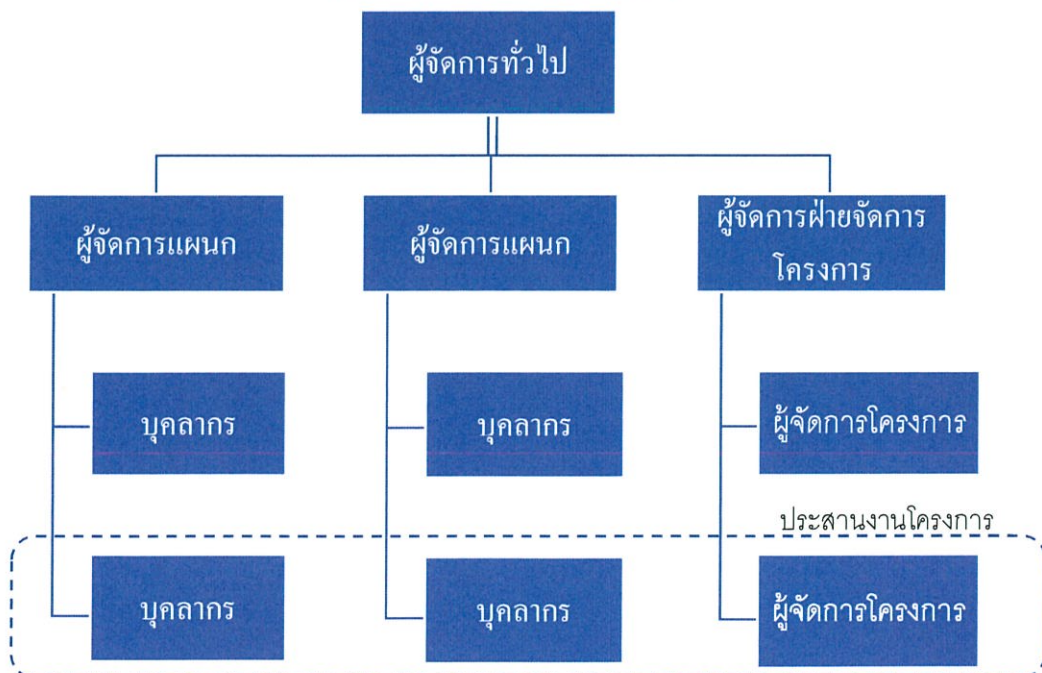 ผู้จัดการทั่วไป
ผู้จัดการแผนก
ผู้จัดการแผนก
ผู้จัดการฝ่ายจัดการ
โครงการ
บุคลากร
บุคลากร
ผู้จัดการโครงการ
ประสานงานโครงการ
บุคลากร
บุคลากร
ผู้จัดการโครงการ